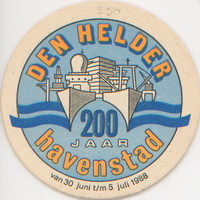 DEN HELDER
200
JAAR
havenstad
van 30 juni t/m 5 juli 1988